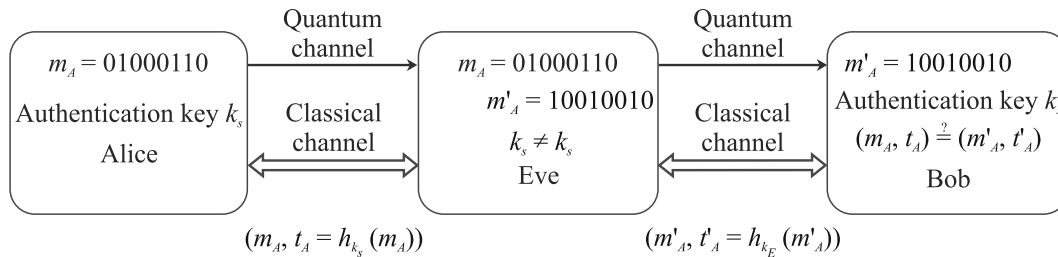 m_A = 01000110
Authentication key k_s
Alice
Quantum
channel
Classical
channel
(m_A, t_A = h_{k_s} (m_A))
m_A = 01000110
m'_A = 10010010
k_s ≠ k_s
Eve
Quantum
channel
Classical
channel
(m'_A, t'_A = h_{k_E} (m'_A))
m'_A = 10010010
Authentication key k_s
(m_A, t_A) ≟ (m'_A, t'_A)
Bob